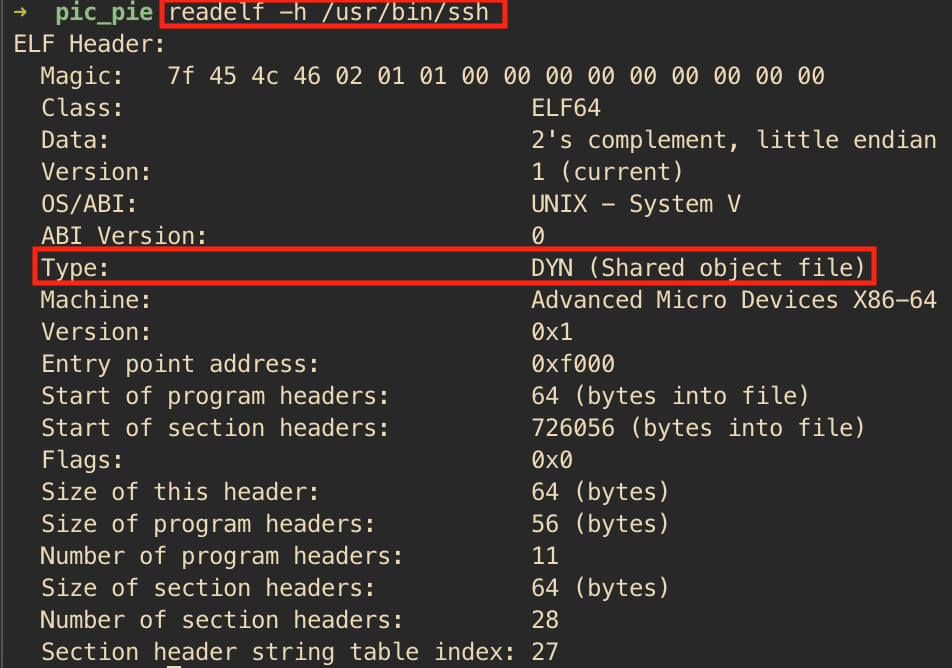 → pic_pie readelf -h /usr/bin/ssh
ELF Header:
  Magic:   7f 45 4c 46 02 01 01 00 00 00 00 00 00 00 00 00
  Class:                             ELF64
  Data:                              2's complement, little endian
  Version:                           1 (current)
  OS/ABI:                            UNIX - System V
  ABI Version:                       0
  Type:                              DYN (Shared object file)
  Machine:                           Advanced Micro Devices X86-64
  Version:                           0x1
  Entry point address:               0xf000
  Start of program headers:          64 (bytes into file)
  Start of section headers:          726056 (bytes into file)
  Flags:                             0x0
  Size of this header:               64 (bytes)
  Size of program headers:           56 (bytes)
  Number of program headers:         11
  Size of section headers:           64 (bytes)
  Number of section headers:         28
  Section header string table index: 27